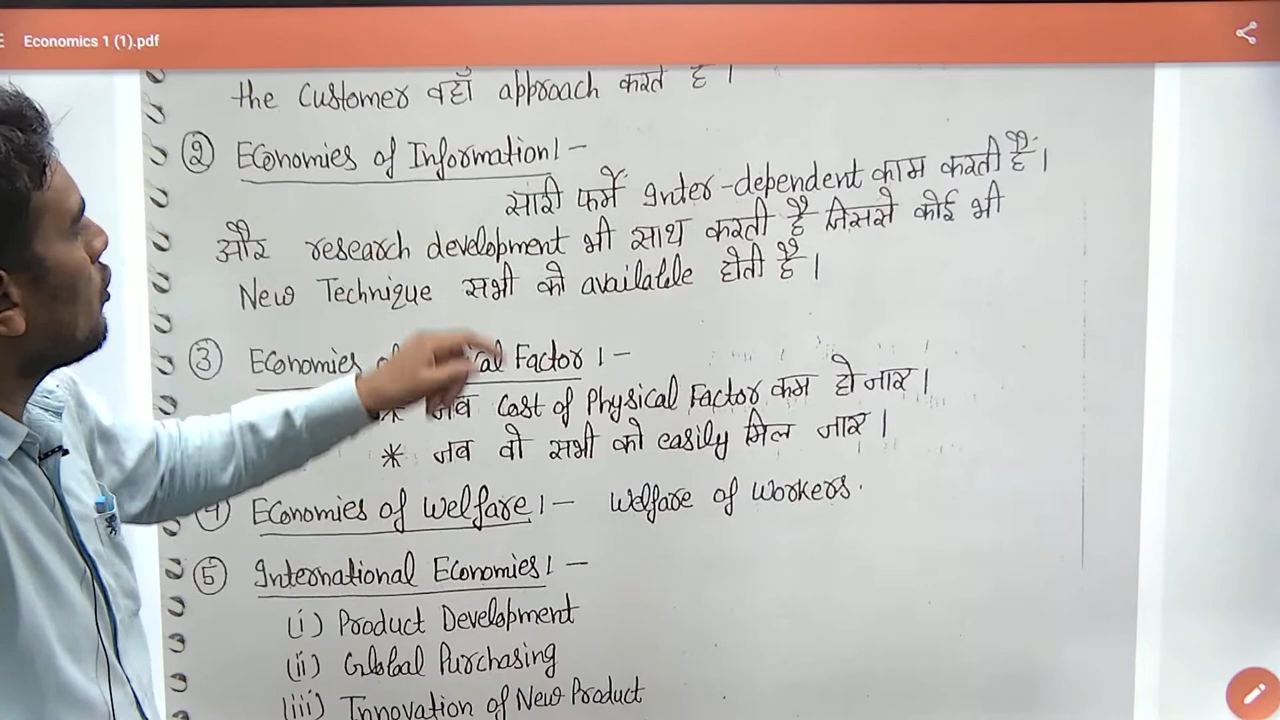 Economics 1 (1).pdf
the Customer वहाँ approach करते है ।
② Economies of Information :-
सारी फर्में Inter-dependent काम करती हैं ।
और research development भी साथ करती है जिससे कोई भी
New Technique सभी को available होती है ।
③ Economies of Factor :-
* जब Cost of Physical Factor कम हो जाए ।
* जब वो सभी को easily मिल जाए ।
④ Economies of Welfare :- Welfare of Workers.
⑤ International Economies :-
(i) Product Development
(ii) Global Purchasing
(iii) Innovation of New Product